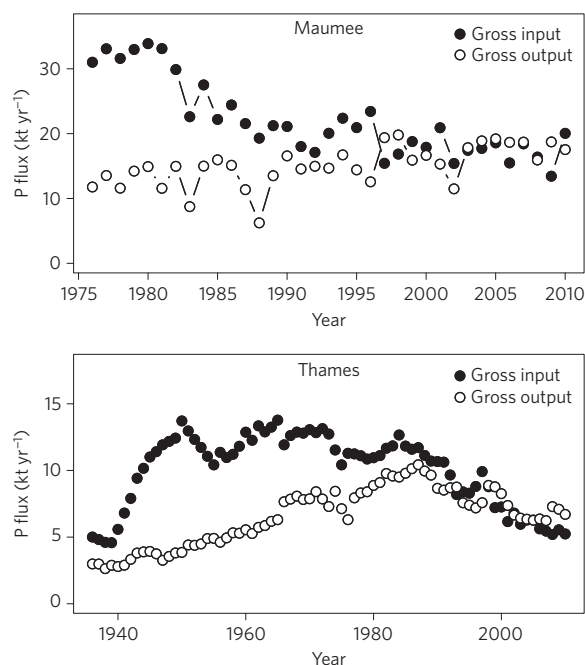 Maumee
Gross input
Gross output
P flux (kt yr⁻¹)
30
20
10
0
1975 1980 1985 1990 1995 2000 2005 2010
Year
Thames
Gross input
Gross output
P flux (kt yr⁻¹)
15
10
5
0
1940 1960 1980 2000
Year